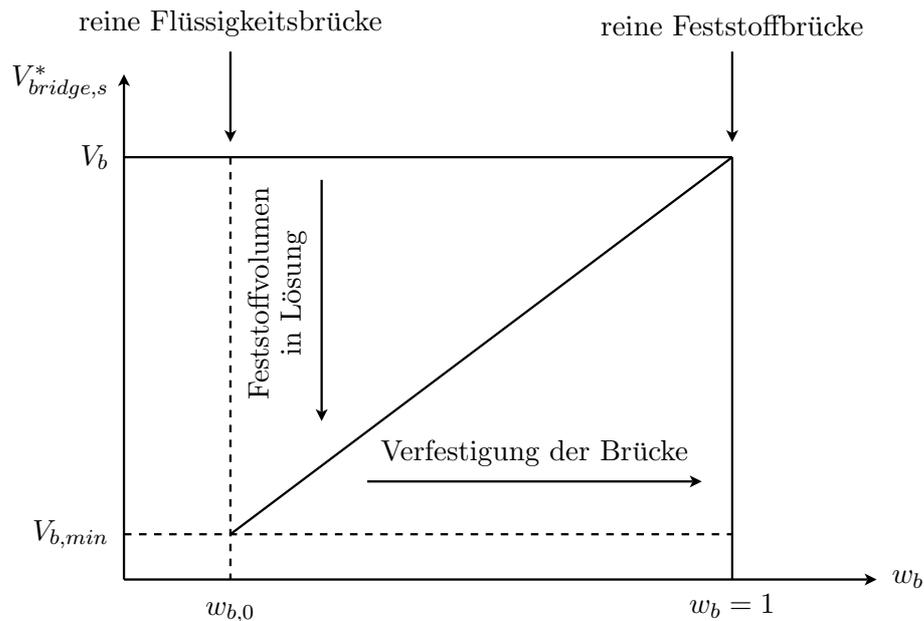 reine Flüssigkeitsbrücke
reine Feststoffbrücke
V*bridge,s
Vb
Feststoffvolumen
in Lösung
Verfestigung der Brücke
Vb,min
wb
wb,0
wb = 1